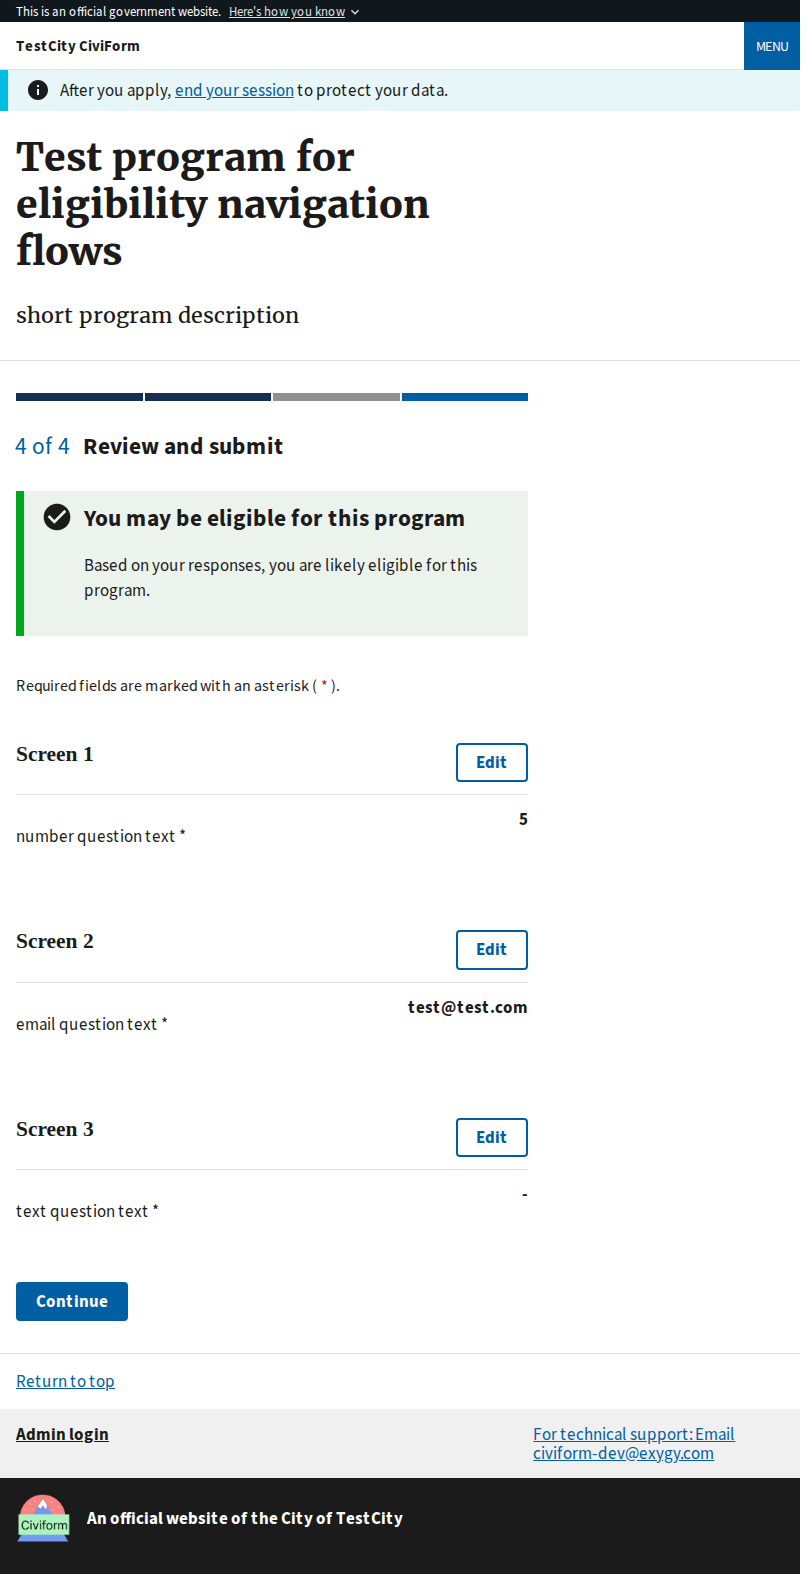 This is an official government website. Here's how you know
TestCity CiviForm
MENU
After you apply, end your session to protect your data.
Test program for
eligibility navigation
flows
short program description
4 of 4 Review and submit
You may be eligible for this program
Based on your responses, you are likely eligible for this
program.
Required fields are marked with an asterisk ( * ).
Screen 1
Edit
5
number question text *
Screen 2
Edit
test@test.com
email question text *
Screen 3
Edit
-
text question text *
Continue
Return to top
Admin login
For technical support: Email
civiform-dev@exygy.com
Civiform
An official website of the City of TestCity